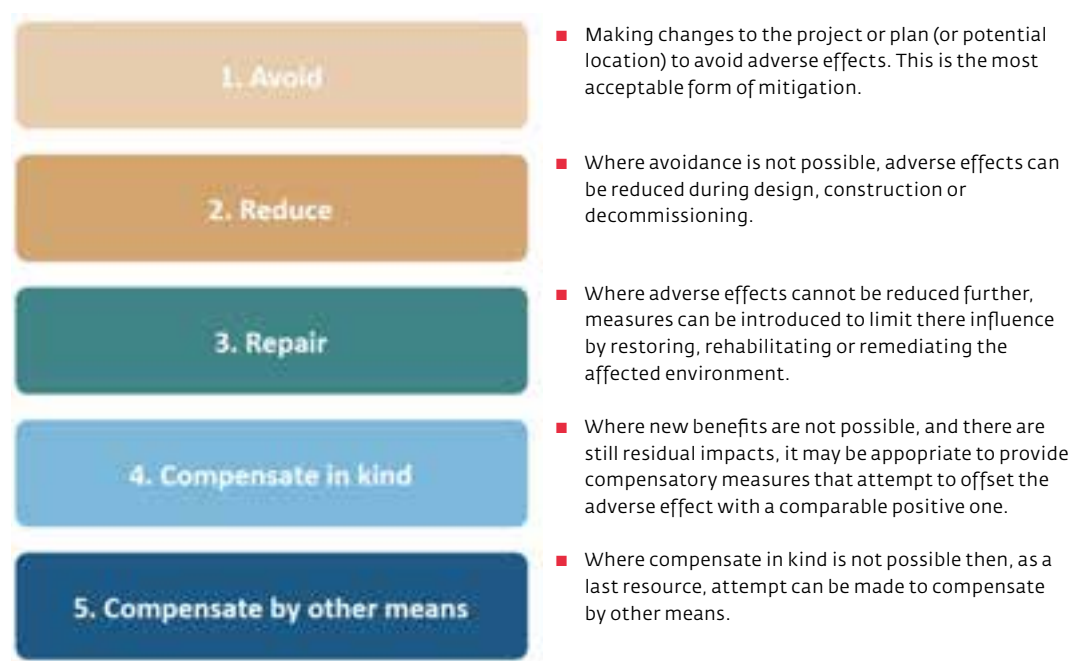 1. Avoid
■ Making changes to the project or plan (or potential
location) to avoid adverse effects. This is the most
acceptable form of mitigation.
2. Reduce
■ Where avoidance is not possible, adverse effects can
be reduced during design, construction or
decommissioning.
3. Repair
■ Where adverse effects cannot be reduced further,
measures can be introduced to limit there influence
by restoring, rehabilitating or remediating the
affected environment.
4. Compensate in kind
■ Where new benefits are not possible, and there are
still residual impacts, it may be appopriate to provide
compensatory measures that attempt to offset the
adverse effect with a comparable positive one.
5. Compensate by other means
■ Where compensate in kind is not possible then, as a
last resource, attempt can be made to compensate
by other means.